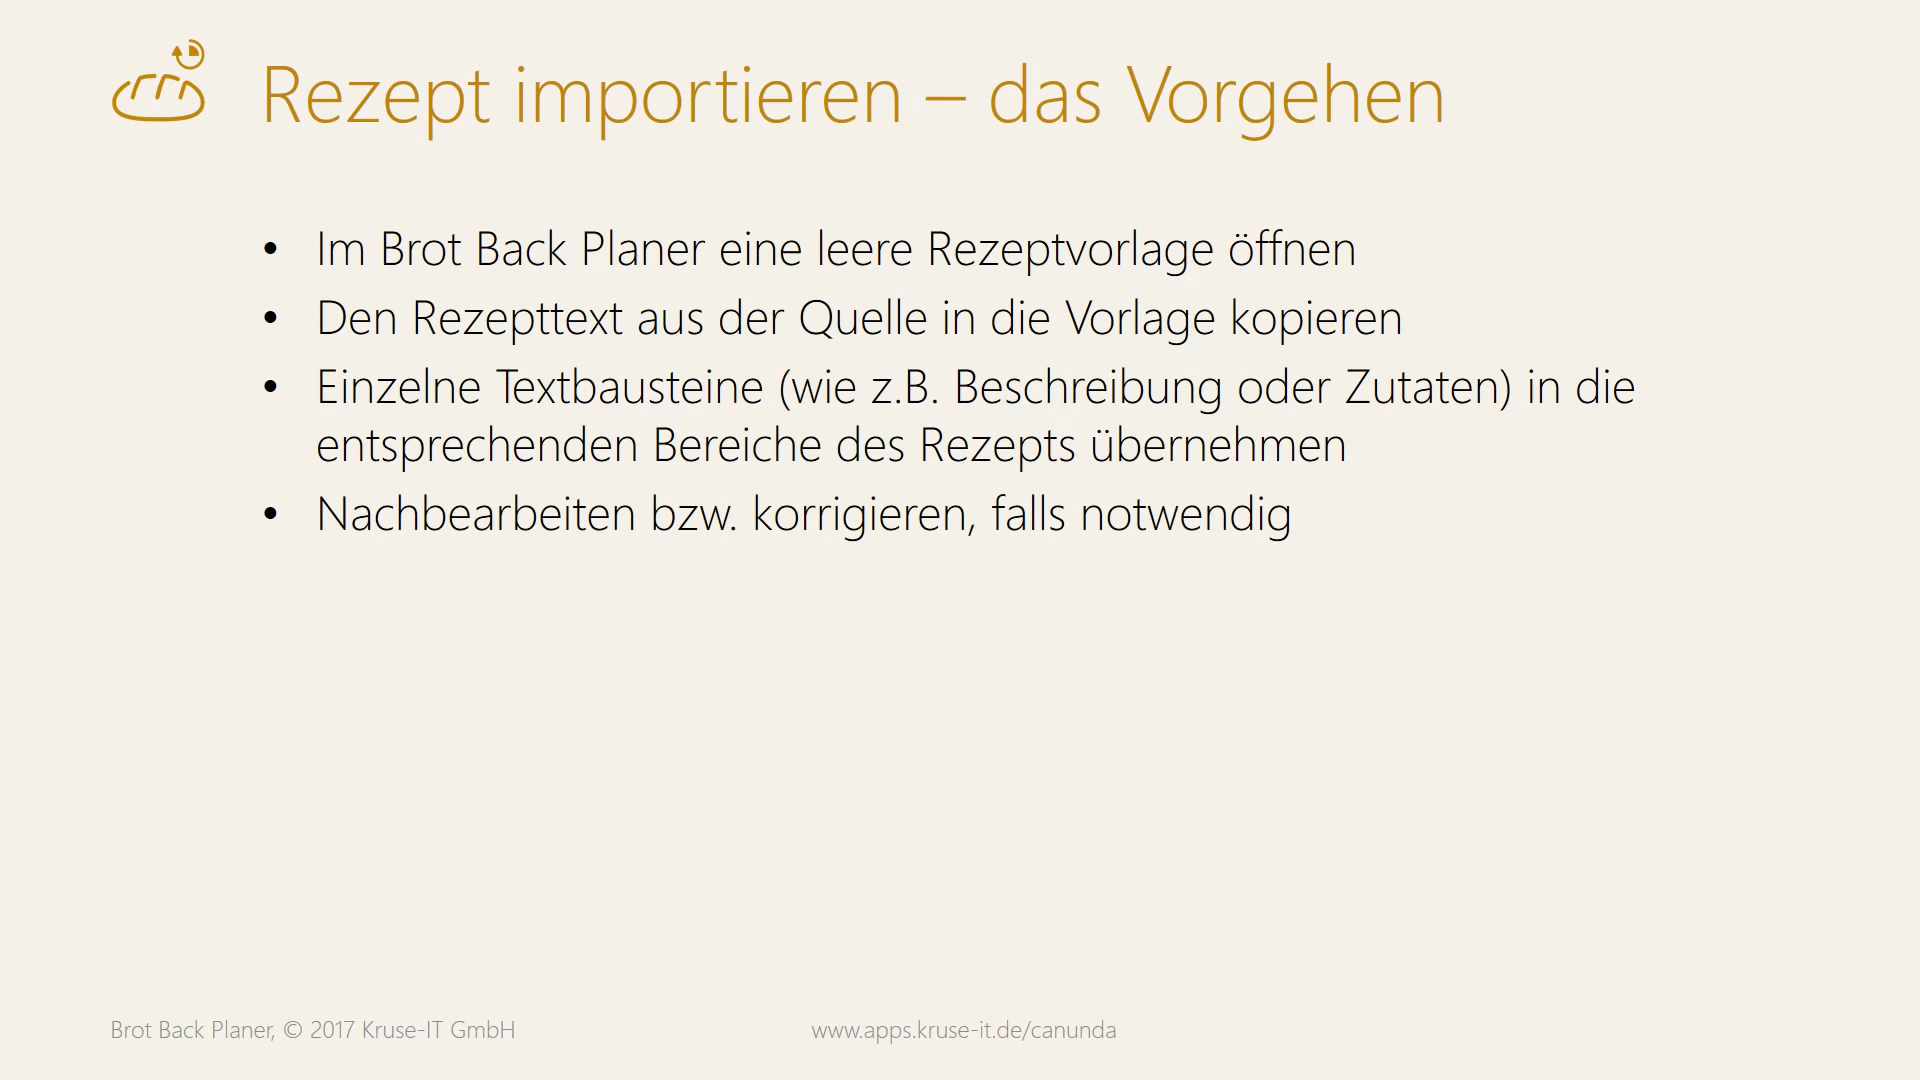 Rezept importieren – das Vorgehen
• Im Brot Back Planer eine leere Rezeptvorlage öffnen
• Den Rezepttext aus der Quelle in die Vorlage kopieren
• Einzelne Textbausteine (wie z.B. Beschreibung oder Zutaten) in die
entsprechenden Bereiche des Rezepts übernehmen
• Nachbearbeiten bzw. korrigieren, falls notwendig
Brot Back Planer, © 2017 Kruse-IT GmbH
www.apps.kruse-it.de/canunda